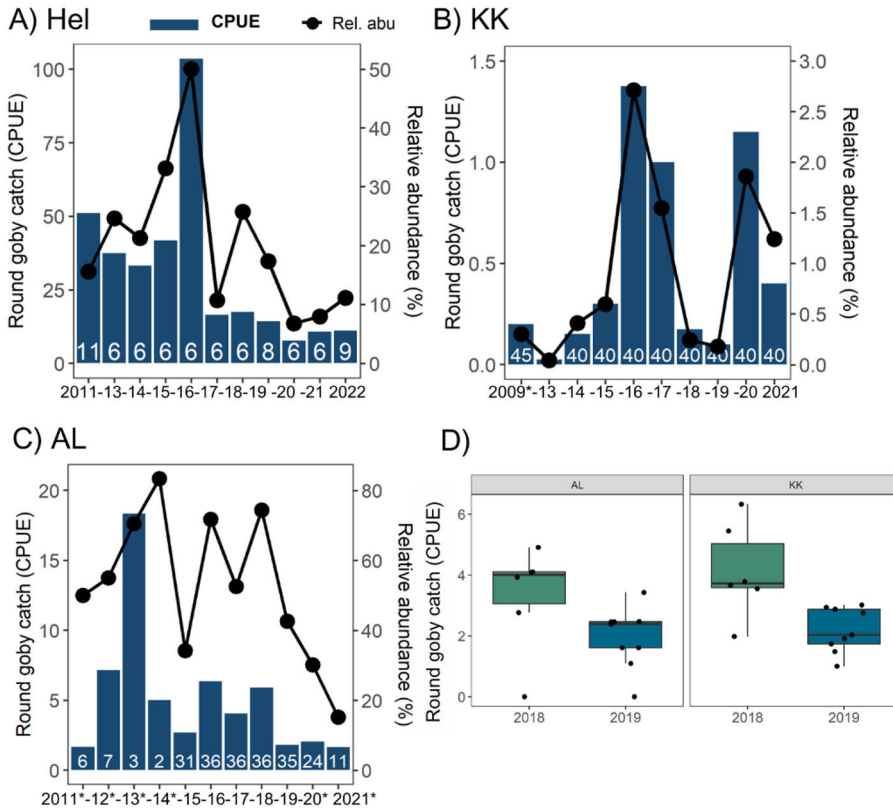 A) Hel
CPUE
Rel. abu
Round goby catch (CPUE)
100
75
50
25
0
50
40
30
20
10
0
Relative abundance (%)
11 6 6 6 6 6 6 8 6 6 9
2011 -13 -14 -15 -16 -17 -18 -19 -20 -21 2022
B) KK
Round goby catch (CPUE)
1.5
1.0
0.5
0.0
3.0
2.5
2.0
1.5
1.0
0.5
0.0
Relative abundance (%)
45 40 40 40 40 40 40 40 40
2009* -13 -14 -15 -16 -17 -18 -19 -20 2021
C) AL
Round goby catch (CPUE)
20
15
10
5
0
80
60
40
20
0
Relative abundance (%)
6 7 3 2 31 36 36 36 35 24 11
2011* -12* -13* -14* -15 -16 -17 -18 -19 -20* 2021*
D)
AL
KK
Round goby catch (CPUE)
6
4
2
0
2018 2019 2018 2019